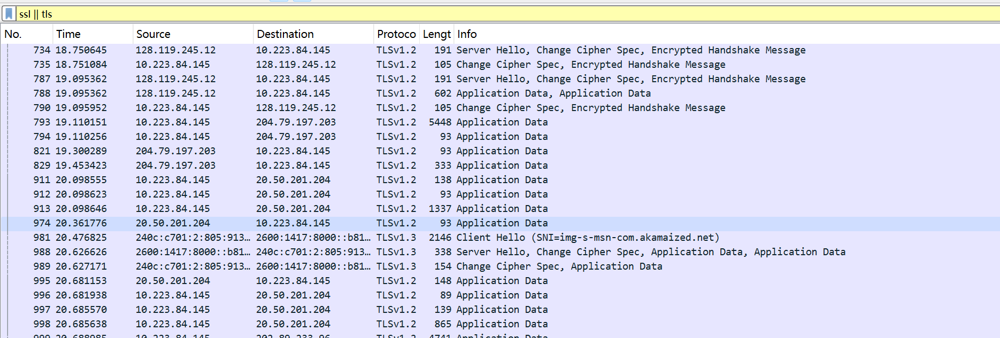 ssl || tls
No. Time Source Destination Protoco Lengt Info
734 18.750645 128.119.245.12 10.223.84.145 TLSv1.2 191 Server Hello, Change Cipher Spec, Encrypted Handshake Message
735 18.751084 10.223.84.145 128.119.245.12 TLSv1.2 105 Change Cipher Spec, Encrypted Handshake Message
787 19.095362 128.119.245.12 10.223.84.145 TLSv1.2 191 Server Hello, Change Cipher Spec, Encrypted Handshake Message
788 19.095362 128.119.245.12 10.223.84.145 TLSv1.2 602 Application Data, Application Data
790 19.095952 10.223.84.145 128.119.245.12 TLSv1.2 105 Change Cipher Spec, Encrypted Handshake Message
793 19.110151 10.223.84.145 204.79.197.203 TLSv1.2 5448 Application Data
794 19.110256 10.223.84.145 204.79.197.203 TLSv1.2 93 Application Data
821 19.300289 204.79.197.203 10.223.84.145 TLSv1.2 93 Application Data
829 19.453423 204.79.197.203 10.223.84.145 TLSv1.2 333 Application Data
911 20.098555 10.223.84.145 20.50.201.204 TLSv1.2 138 Application Data
912 20.098623 10.223.84.145 20.50.201.204 TLSv1.2 93 Application Data
913 20.098646 10.223.84.145 20.50.201.204 TLSv1.2 1337 Application Data
974 20.361776 20.50.201.204 10.223.84.145 TLSv1.2 93 Application Data
981 20.476825 240c:c701:2:805:913… 2600:1417:8000::b81… TLSv1.3 2146 Client Hello (SNI=img-s-msn-com.akamaized.net)
988 20.626626 2600:1417:8000::b81… 240c:c701:2:805:913… TLSv1.3 338 Server Hello, Change Cipher Spec, Application Data, Application Data
989 20.627171 240c:c701:2:805:913… 2600:1417:8000::b81… TLSv1.3 154 Change Cipher Spec, Application Data
995 20.681153 20.50.201.204 10.223.84.145 TLSv1.2 148 Application Data
996 20.681938 10.223.84.145 20.50.201.204 TLSv1.2 89 Application Data
997 20.685570 10.223.84.145 20.50.201.204 TLSv1.2 139 Application Data
998 20.685638 10.223.84.145 20.50.201.204 TLSv1.2 865 Application Data
999 20.688985 10.223.84.145 202.89.233.96 TLSv1.2 4741 Application Data